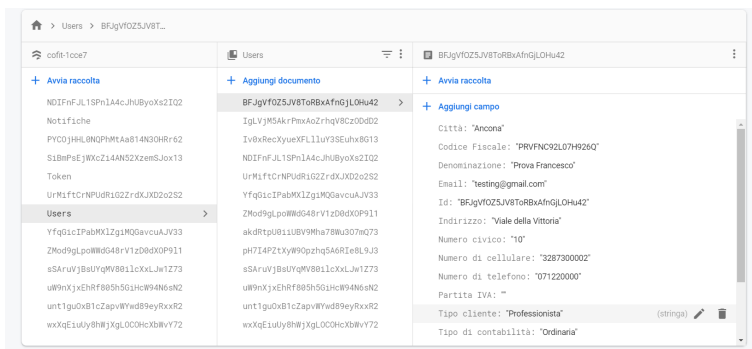 Users
BFJgVfOZ5JV8T...
cofit-1cce7
Avvia raccolta
NDIFnFJL1SPnlA4cJhUByoXs2IQ2
Notifiche
PYCOjHHL0NQPhMtAa814N3OHRr62
SiBmPsEjWXcZi4AN52XzemSJox13
Token
UrMiftCrNPUdRiG2ZrdXJXD2o2S2
Users
YfqGicIPabMXlZgiMQGavcuAJV33
ZMod9gLpoWWdG48rV1zD0dXOP9l1
sSAruVjBsUYqMV80ilcXxLJw1Z73
uW9nXjxEhRf805h5GiHcW94N6sN2
unt1guOxB1cZapvWYwd89eyRxxR2
wxXqEiuUy8hWjXgLOCOHcXbWvY72
Users
Aggiungi documento
BFJgVfOZ5JV8ToRBxAfnGjLOHu42
IgLVjM5AkrPmxAoZrhqV8CzODdD2
Iv0xRecXyueXFLlluY3SEuhx8G13
NDIFnFJL1SPnlA4cJhUByoXs2IQ2
UrMiftCrNPUdRiG2ZrdXJXD2o2S2
YfqGicIPabMXlZgiMQGavcuAJV33
ZMod9gLpoWWdG48rV1zD0dXOP9l1
akdRtpU0iiUBV9Mha78Wu3O7mQ73
pH7I4PZtXyW9Opzhq5A6RIe8L9J3
sSAruVjBsUYqMV80ilcXxLJw1Z73
uW9nXjxEhRf805h5GiHcW94N6sN2
unt1guOxB1cZapvWYwd89eyRxxR2
wxXqEiuUy8hWjXgLOCOHcXbWvY72
BFJgVfOZ5JV8ToRBxAfnGjLOHu42
Avvia raccolta
Aggiungi campo
Città: "Ancona"
Codice Fiscale: "PRVFNC92L07H926Q"
Denominazione: "Prova Francesco"
Email: "testing@gmail.com"
Id: "BFJgVfOZ5JV8ToRBxAfnGjLOHu42"
Indirizzo: "Viale della Vittoria"
Numero civico: "10"
Numero di cellulare: "3287300002"
Numero di telefono: "071220000"
Partita IVA: ""
Tipo cliente: "Professionista" (stringa)
Tipo di contabilità: "Ordinaria"